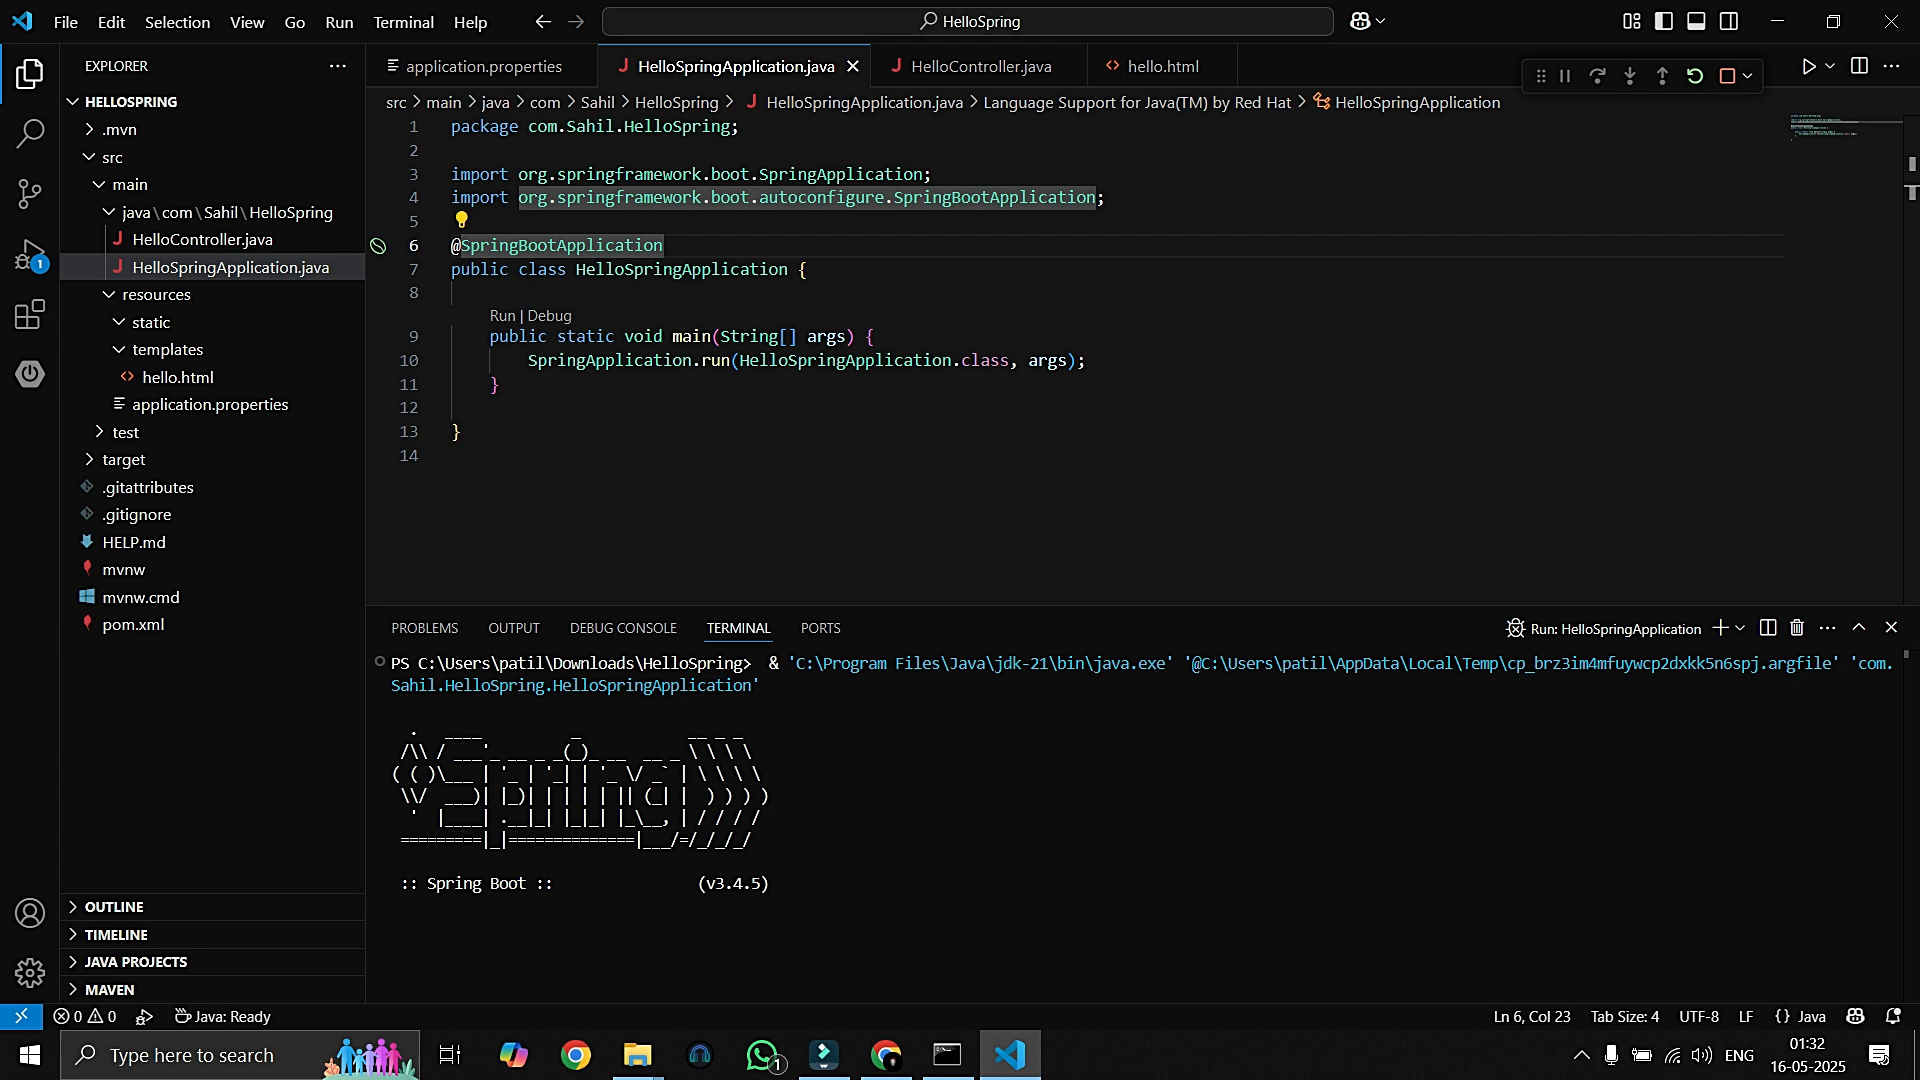 File Edit Selection View Go Run Terminal Help
HelloSpring
EXPLORER
HELLOSPRING
.mvn
src
main
java\com\Sahil\HelloSpring
HelloController.java
HelloSpringApplication.java
resources
static
templates
hello.html
application.properties
test
target
.gitattributes
.gitignore
HELP.md
mvnw
mvnw.cmd
pom.xml
OUTLINE
TIMELINE
JAVA PROJECTS
MAVEN
1
application.properties HelloSpringApplication.java HelloController.java hello.html
src > main > java > com > Sahil > HelloSpring > HelloSpringApplication.java > Language Support for Java(TM) by Red Hat > HelloSpringApplication
1 package com.Sahil.HelloSpring;
2
3 import org.springframework.boot.SpringApplication;
4 import org.springframework.boot.autoconfigure.SpringBootApplication;
5
6 @SpringBootApplication
7 public class HelloSpringApplication {
8
Run | Debug
9 public static void main(String[] args) {
10 SpringApplication.run(HelloSpringApplication.class, args);
11 }
12
13 }
14
PROBLEMS OUTPUT DEBUG CONSOLE TERMINAL PORTS
Run: HelloSpringApplication
PS C:\Users\patil\Downloads\HelloSpring> & 'C:\Program Files\Java\jdk-21\bin\java.exe' '@C:\Users\patil\AppData\Local\Temp\cp_brz3im4mfuywcp2dxkk5n6spj.argfile' 'com.
Sahil.HelloSpring.HelloSpringApplication'
Spring
:: Spring Boot :: (v3.4.5)
0 0 Java: Ready
Ln 6, Col 23 Tab Size: 4 UTF-8 LF {} Java
Type here to search
1
ENG
01:32
16-05-2025